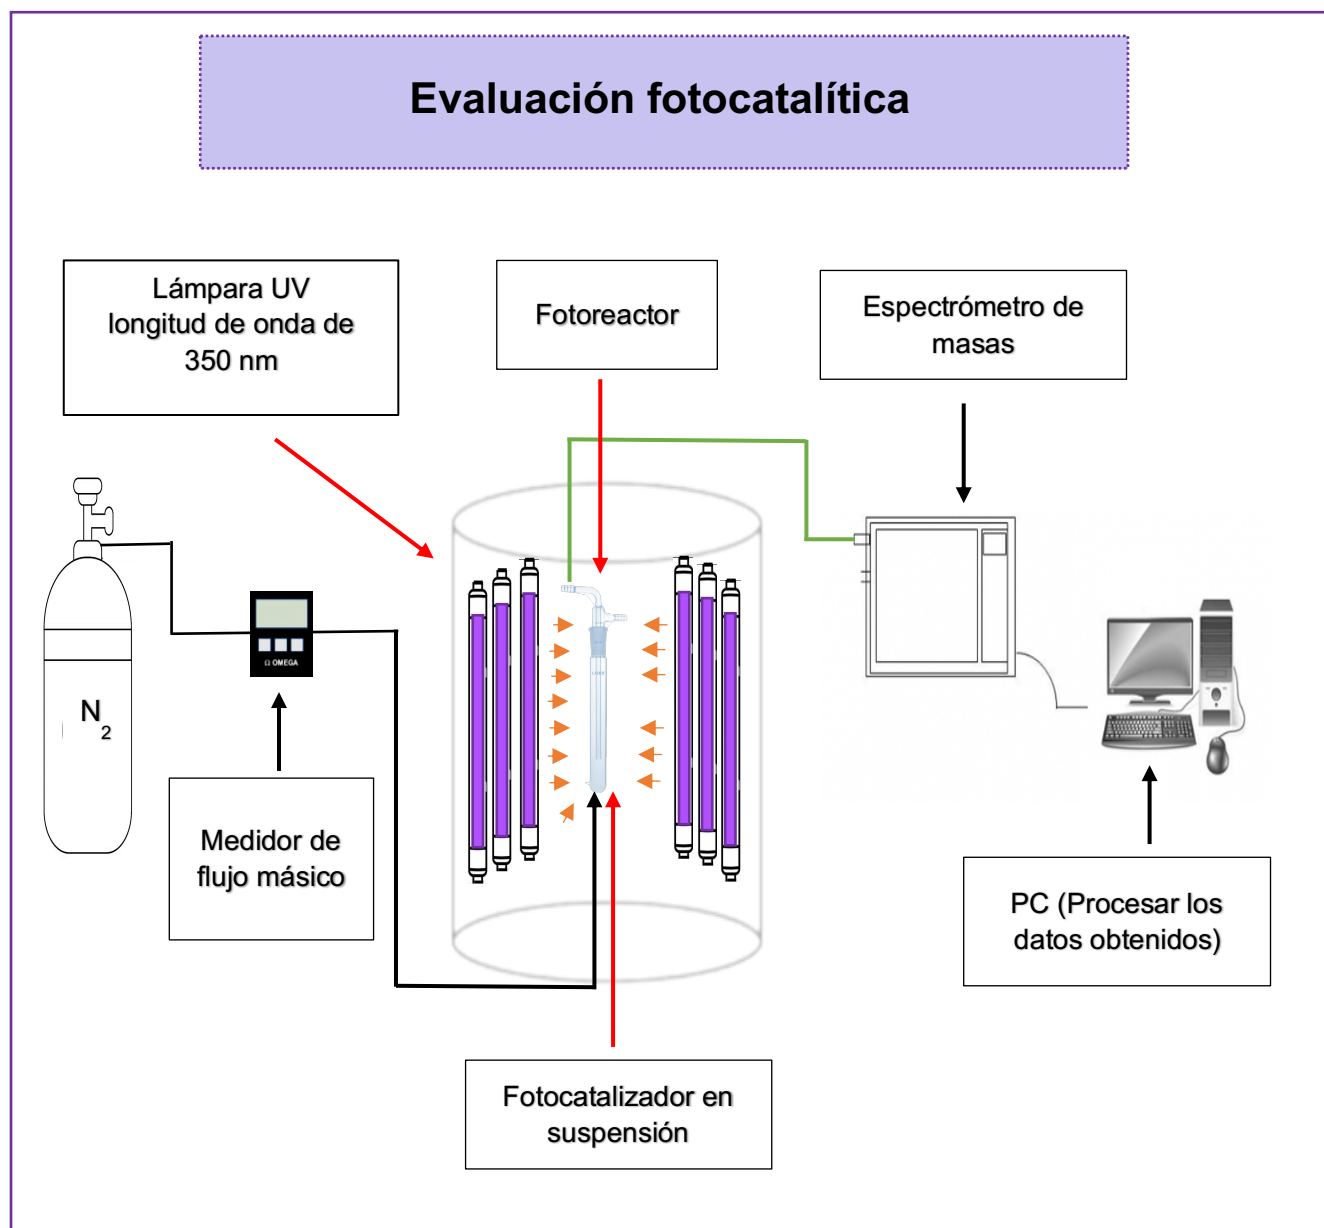 Evaluación fotocatalítica
Lámpara UV
longitud de onda de
350 nm
Fotoreactor
Espectrómetro de
masas
N2
Ω OMEGA
Medidor de
flujo másico
PC (Procesar los
datos obtenidos)
Fotocatalizador en
suspensión